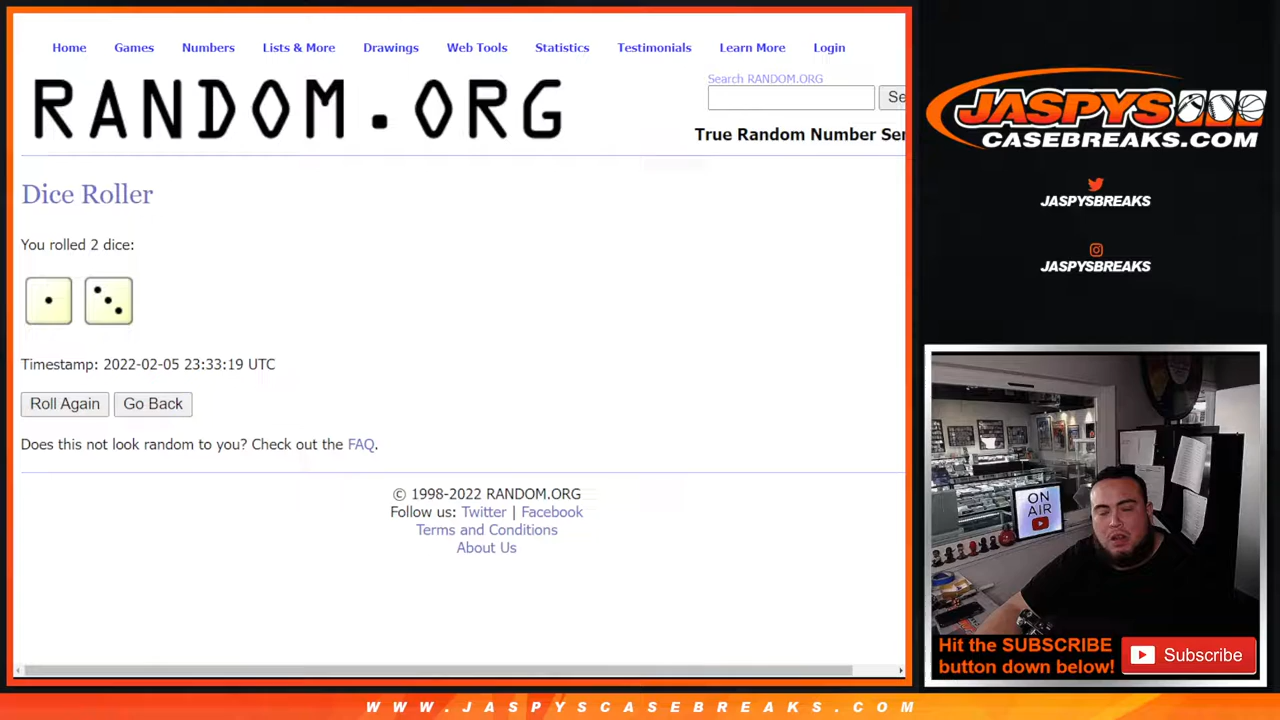 Home Games Numbers Lists & More Drawings Web Tools Statistics Testimonials Learn More Login
RANDOM.ORG
Search RANDOM.ORG
Se
True Random Number Ser
Dice Roller
You rolled 2 dice:
Timestamp: 2022-02-05 23:33:19 UTC
Roll Again Go Back
Does this not look random to you? Check out the FAQ.
© 1998-2022 RANDOM.ORG
Follow us: Twitter | Facebook
Terms and Conditions
About Us
JASPYS
CASEBREAKS.COM
JASPYSBREAKS
JASPYSBREAKS
ON
AIR
Hit the SUBSCRIBE
button down below!
Subscribe
WWW.JASPYSCASEBREAKS.COM